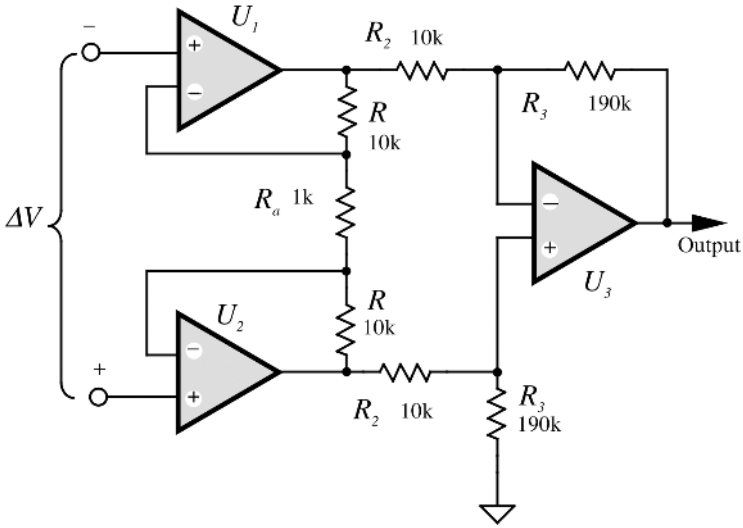 −
U1
+
−
R2 10k
R
10k
R3 190k
Ra 1k
ΔV
−
+
Output
U3
U2
R
10k
+
−
+
R2 10k
R3
190k